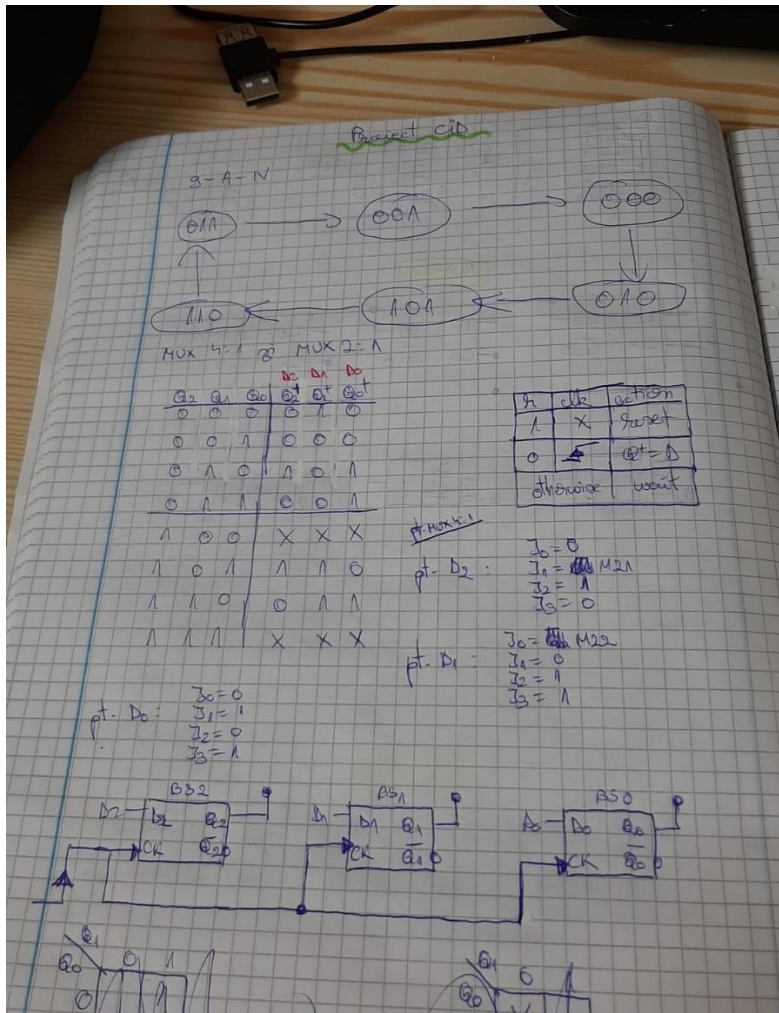 Project CID
011 001 000
110 101 010
MUX 4:1 MUX 2:1
D2 D1 D0
Q2 Q1 Q0 Q2+ Q1+ Q0+
0 0 0 0 1 0
0 0 1 0 0 0
0 1 0 1 0 1
0 1 1 0 0 1
1 0 0 X X X
1 0 1 1 1 0
1 1 0 0 1 1
1 1 1 X X X
r clk action
1 X reset
0 Q+=D
otherwise wait
pt. MUX 4:1
pt. D2:
I0 = 0
I1 = M21
I2 = 1
I3 = 0
pt. D1:
I0 = M22
I1 = 0
I2 = 1
I3 = 1
pt. D0:
I0 = 0
I1 = 1
I2 = 0
I3 = 1
BS2 BS1 BS0
D2 D2 Q2 D1 D1 Q1 D0 D0 Q0
CK Q̅2 CK Q̅1 CK Q̅0
Q1 Q1
Q0 0 1 Q0 0 1
0 1